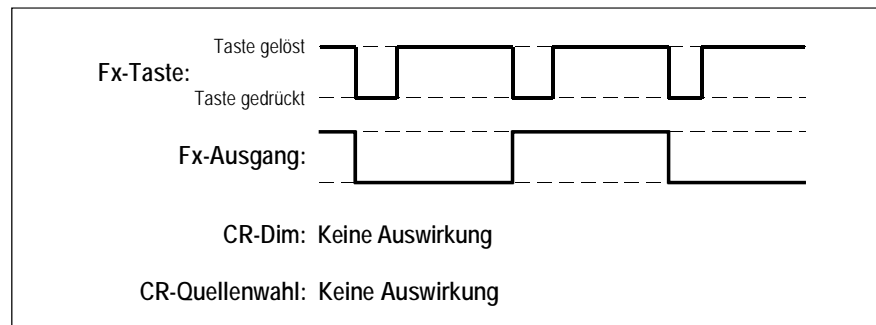 Taste gelöst
Fx-Taste:
Taste gedrückt
Fx-Ausgang:
CR-Dim: Keine Auswirkung
CR-Quellenwahl: Keine Auswirkung